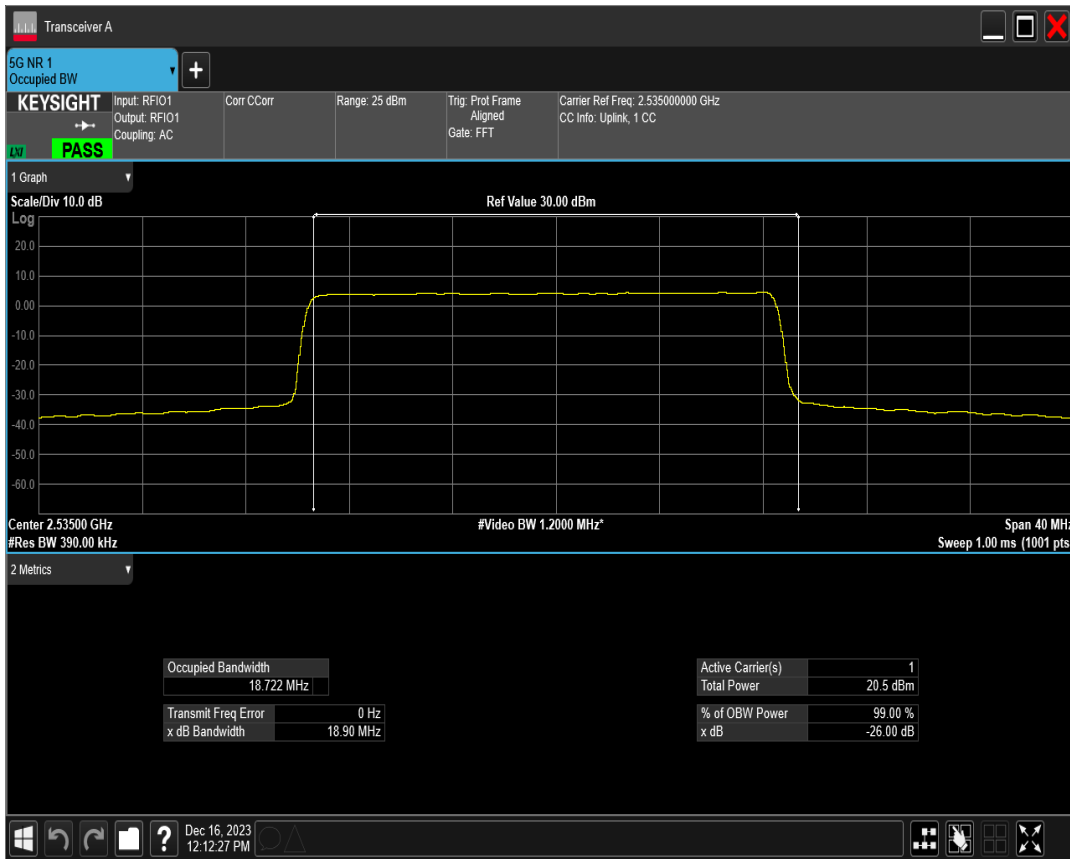 Transceiver A
5G NR 1
Occupied BW
KEYSIGHT
LXI
PASS
Input: RFIO1
Output: RFIO1
Coupling: AC
Corr CCorr
Range: 25 dBm
Trig: Prot Frame
Aligned
Gate: FFT
Carrier Ref Freq: 2.535000000 GHz
CC Info: Uplink, 1 CC
1 Graph
Scale/Div 10.0 dB
Ref Value 30.00 dBm
Log
20.0
10.0
0.00
-10.0
-20.0
-30.0
-40.0
-50.0
-60.0
Center 2.53500 GHz
#Video BW 1.2000 MHz*
Span 40 MHz
#Res BW 390.00 kHz
Sweep 1.00 ms (1001 pts
2 Metrics
Occupied Bandwidth
18.722 MHz
Transmit Freq Error 0 Hz
x dB Bandwidth 18.90 MHz
Active Carrier(s) 1
Total Power 20.5 dBm
% of OBW Power 99.00 %
x dB -26.00 dB
?
Dec 16, 2023
12:12:27 PM